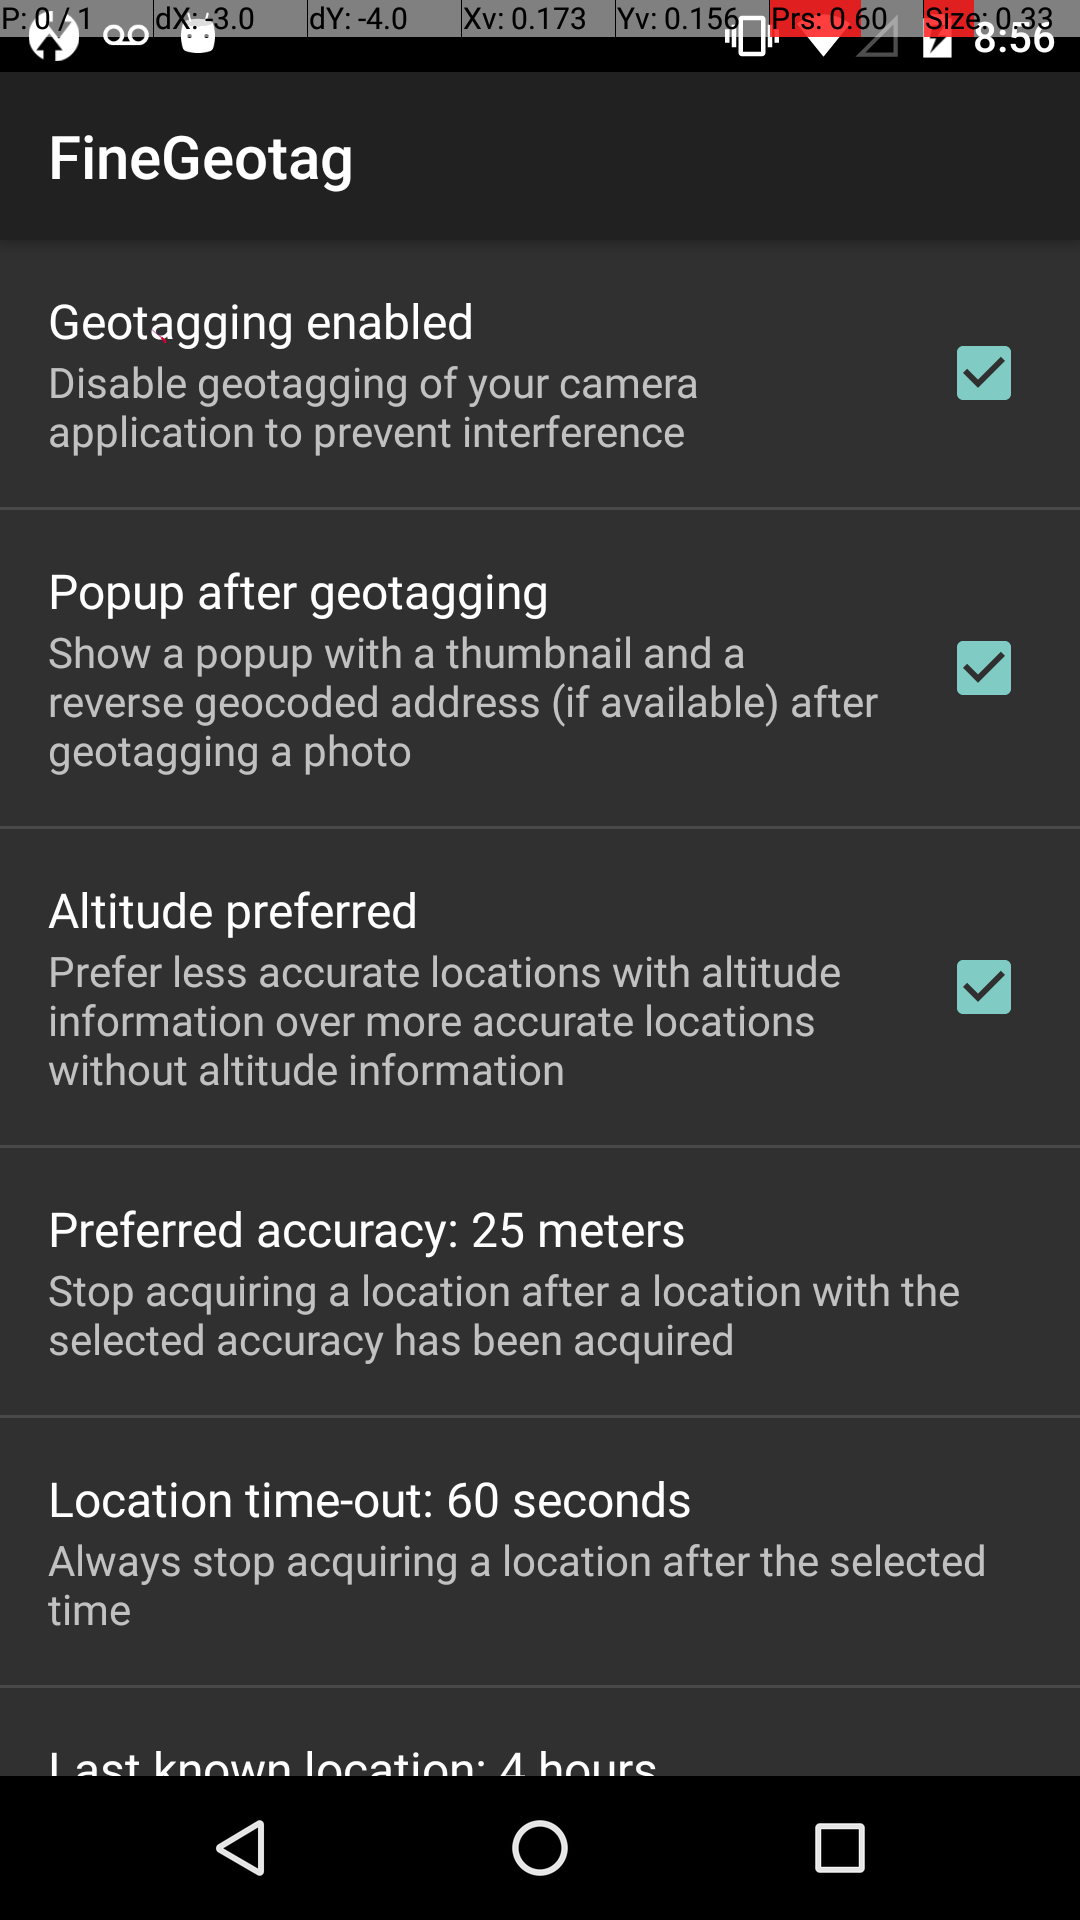 P: 0 / 1 dX: -3.0 dY: -4.0 Xv: 0.173 Yv: 0.156 Prs: 0.60 Size: 0.33
8:56
FineGeotag
Geotagging enabled
Disable geotagging of your camera
application to prevent interference
Popup after geotagging
Show a popup with a thumbnail and a
reverse geocoded address (if available) after
geotagging a photo
Altitude preferred
Prefer less accurate locations with altitude
information over more accurate locations
without altitude information
Preferred accuracy: 25 meters
Stop acquiring a location after a location with the
selected accuracy has been acquired
Location time-out: 60 seconds
Always stop acquiring a location after the selected
time
Last known location: 4 hours